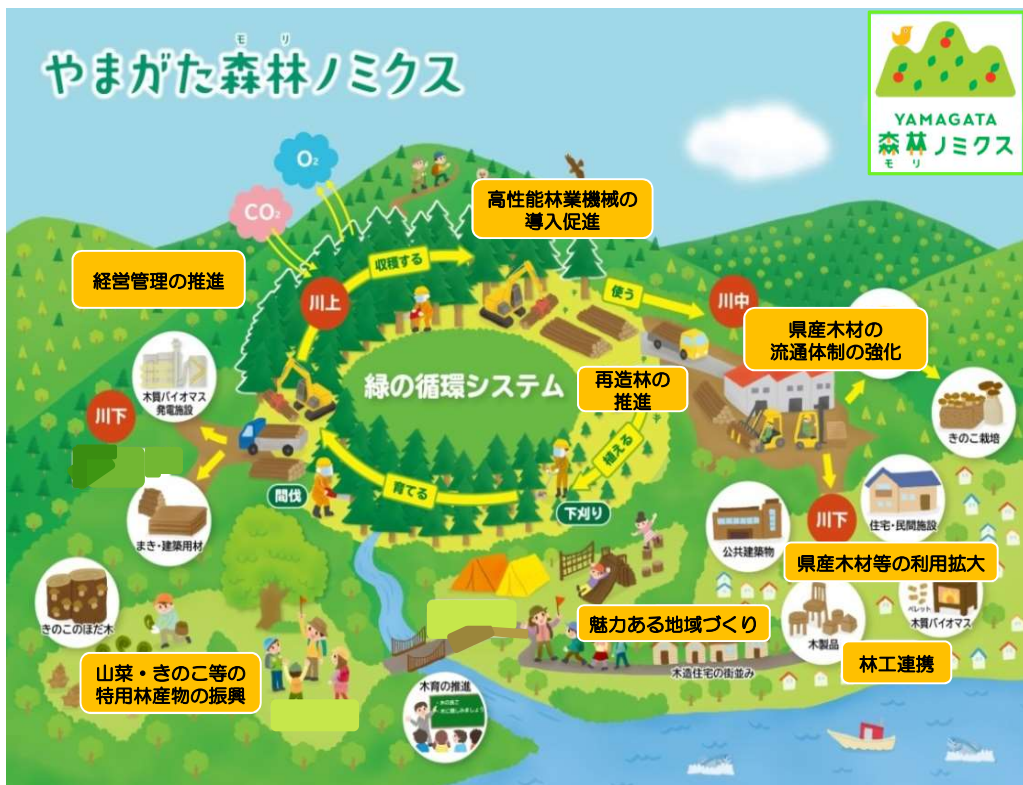 モリ
やまがた森林ノミクス
YAMAGATA
森林ノミクス
モリ
O₂
CO₂
高性能林業機械の
導入促進
経営管理の推進
収穫する
川上
使う
川中
県産木材の
流通体制の強化
緑の循環システム
再造林の
推進
木質バイオマス
発電施設
川下
きのこ栽培
植える
育てる
間伐
下刈り
まき・建築用材
公共建築物
川下
住宅・民間施設
県産木材等の利用拡大
きのこのほだ木
魅力ある地域づくり
木製品
ペレット
木質バイオマス
林工連携
山菜・きのこ等の
特用林産物の振興
木造住宅の街並み
木育の推進